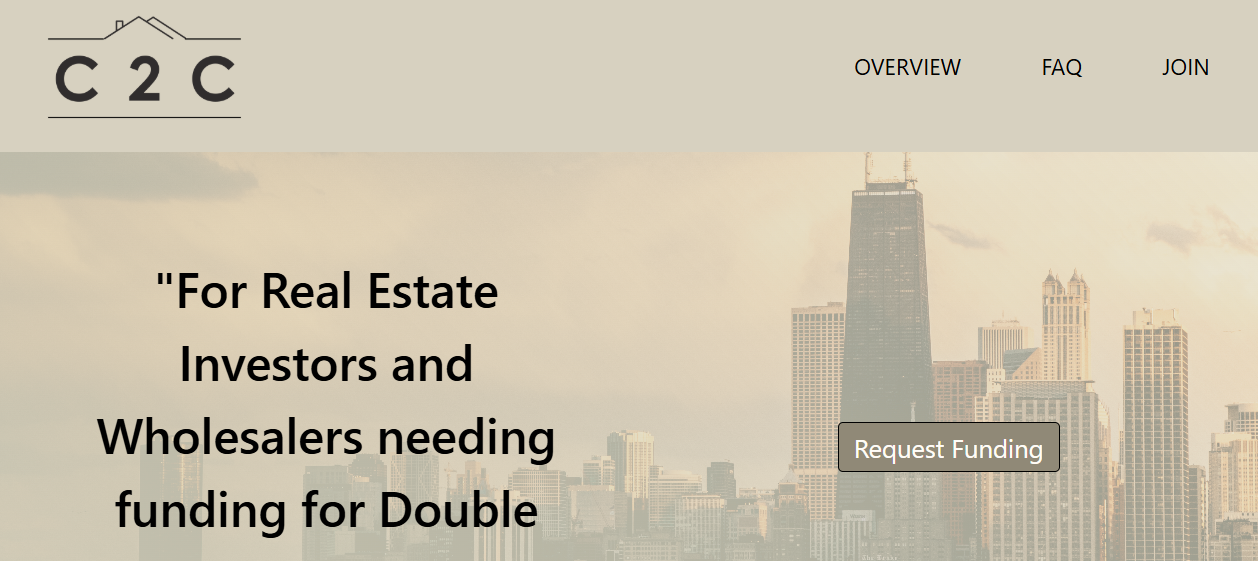 C 2 C
OVERVIEW FAQ JOIN
"For Real Estate
Investors and
Wholesalers needing
funding for Double
Request Funding